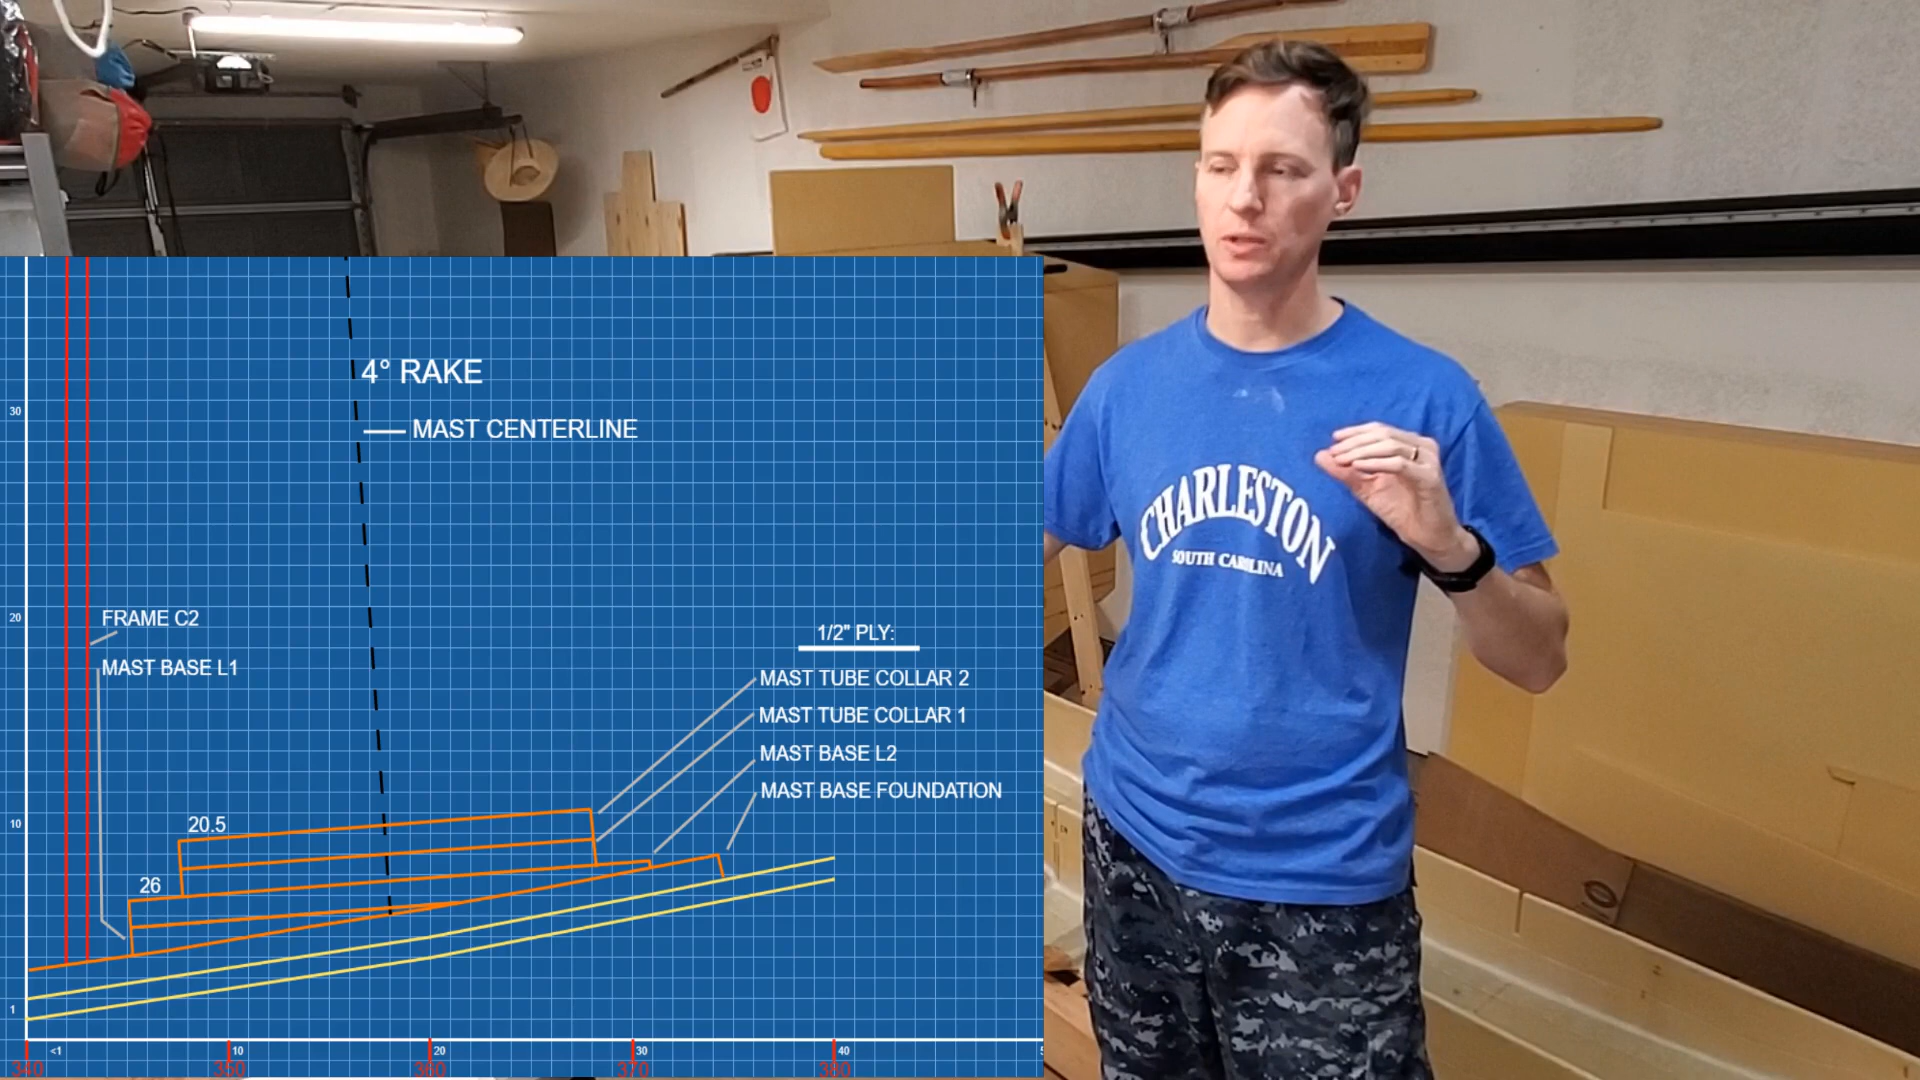 4° RAKE
MAST CENTERLINE
30
FRAME C2
20
MAST BASE L1
1/2" PLY:
MAST TUBE COLLAR 2
MAST TUBE COLLAR 1
MAST BASE L2
MAST BASE FOUNDATION
20.5
10
26
1
<1 10 20 30 40
340 350 360 370 380
CHARLESTON
SOUTH CAROLINA